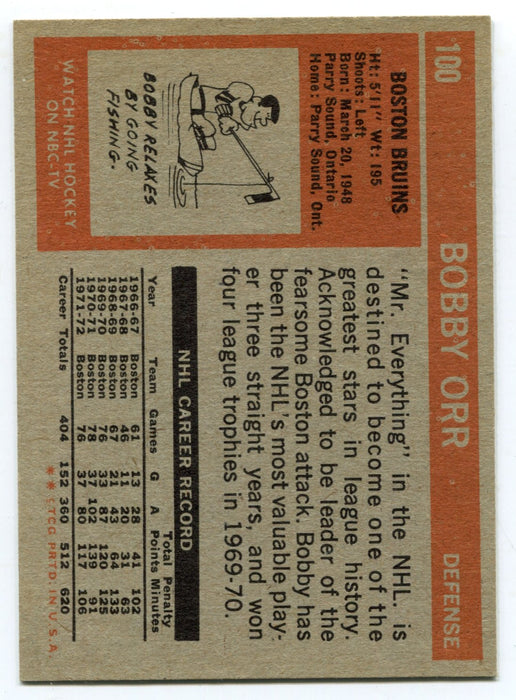 100 BOBBY ORR DEFENSE
BOSTON BRUINS
Ht: 5'11" Wt: 195
Shoots: Left
Born: March 20, 1948
Parry Sound, Ontario
Home: Parry Sound, Ont.
BOBBY RELAXES
BY GOING
FISHING.
WATCH NHL HOCKEY
ON NBC-TV
"Mr. Everything" in the NHL. is
destined to become one of the
greatest stars in league history.
Acknowledged to be leader of the
fearsome Boston attack. Bobby has
been the NHL's most valuable play-
er three straight years, and won
four league trophies in 1969-70.
NHL CAREER RECORD
Total Penalty
Year Team Games G A Points Minutes
1966-67 Boston 61 13 28 41 102
1967-68 Boston 46 11 20 31 63
1968-69 Boston 67 21 43 64 133
1969-70 Boston 76 33 87 120 125
1970-71 Boston 78 37 102 139 91
1971-72 Boston 76 37 80 117 106
Career Totals 404 152 360 512 620
**©TCG PRTD. IN U.S.A.